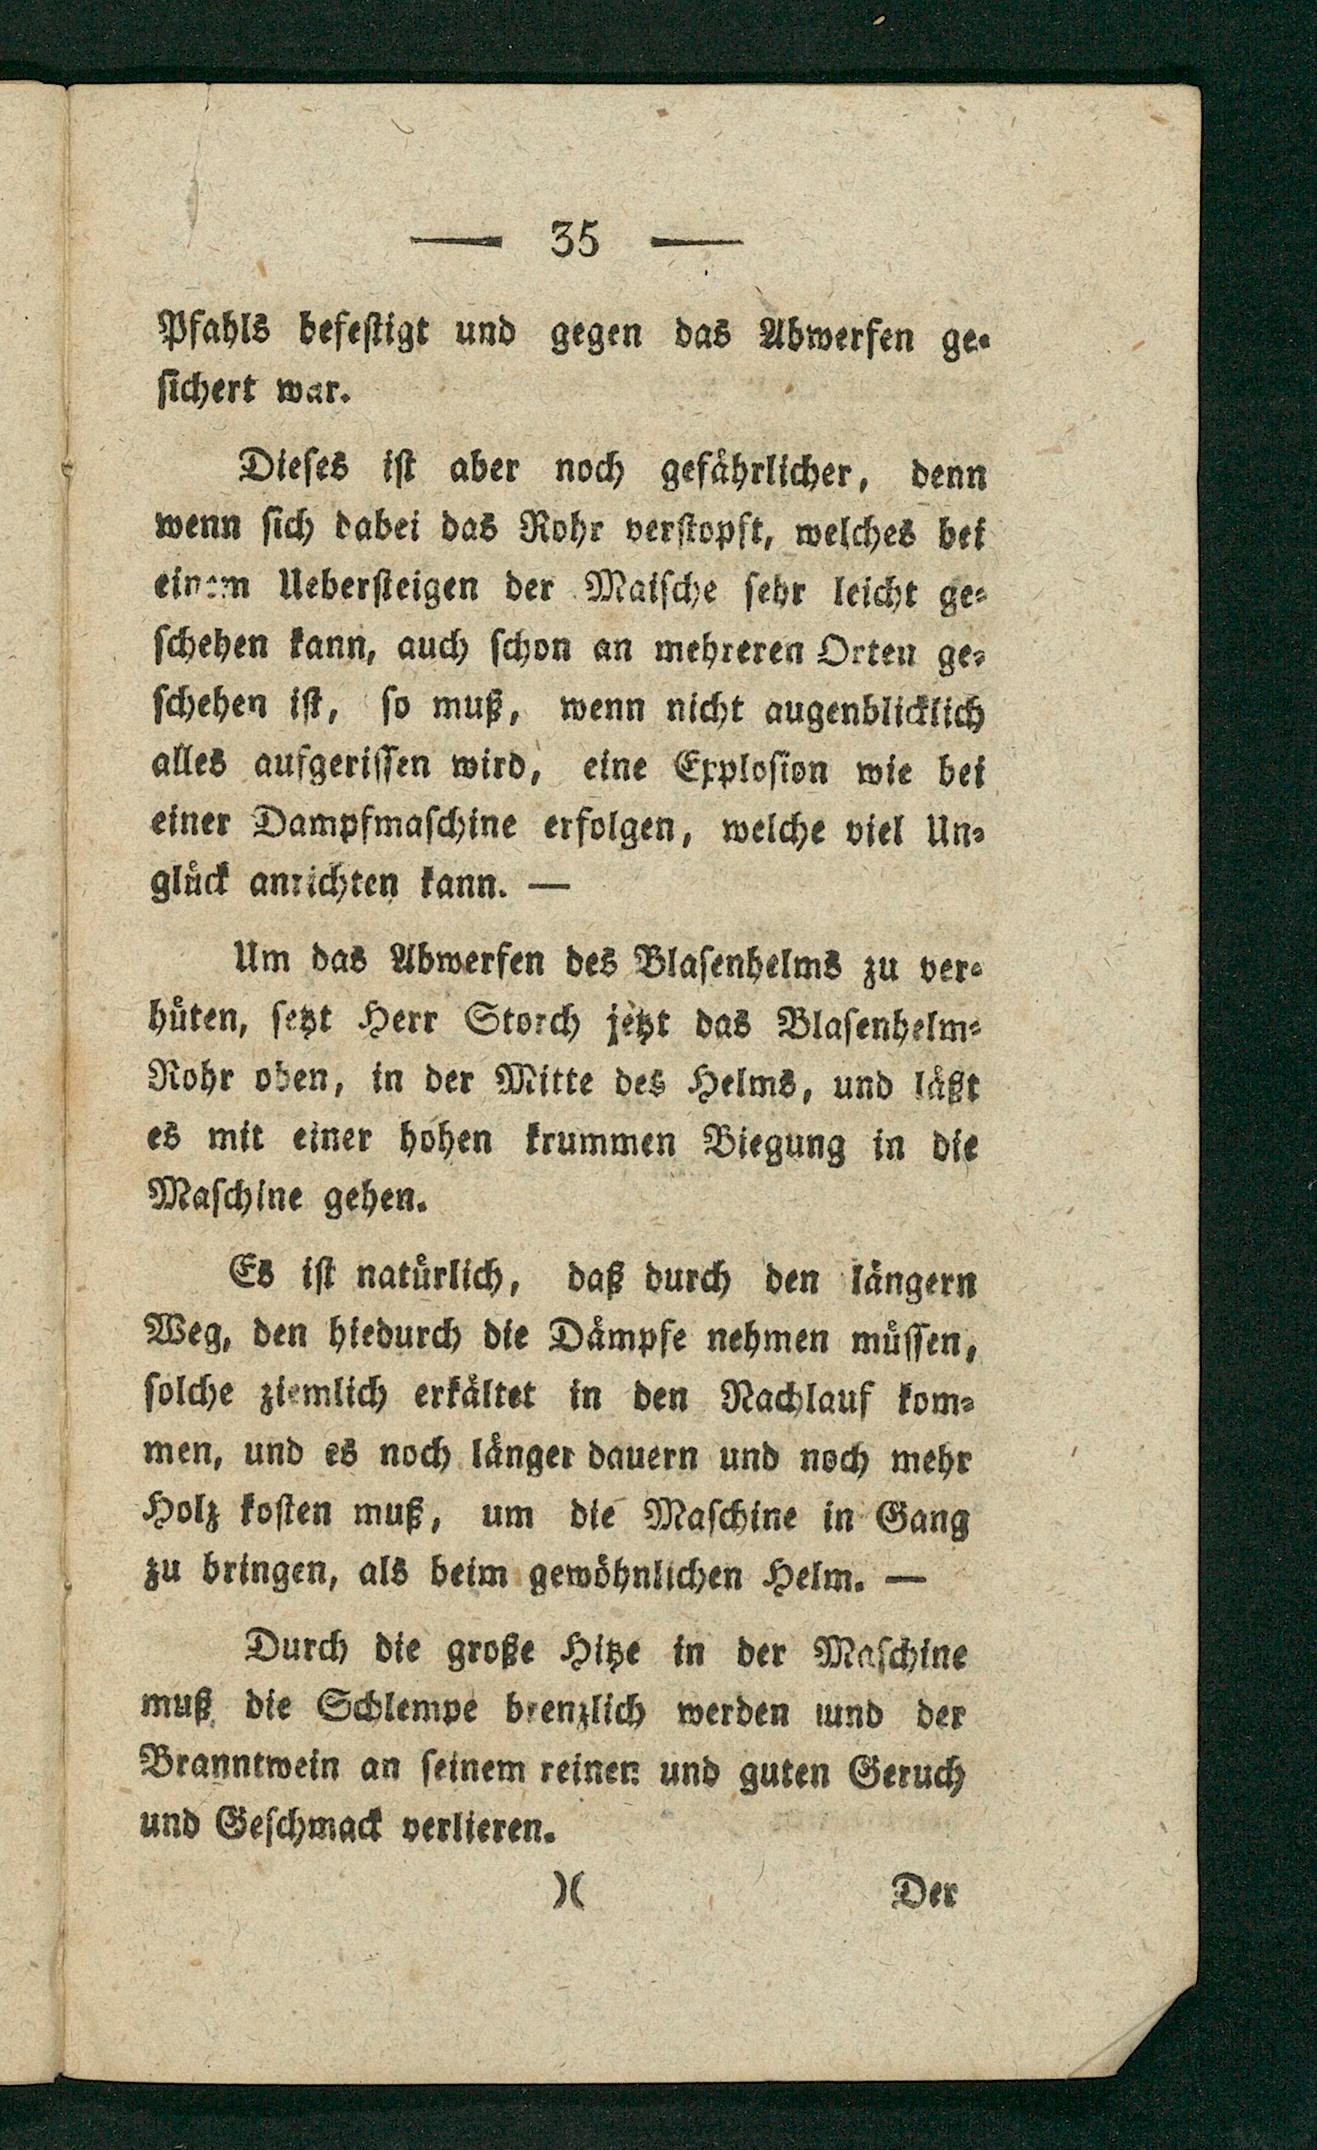 — 35 —
Pfahls befestigt und gegen das Abwerfen ge-
sichert war.
Dieses ist aber noch gefährlicher, denn
wenn sich dabei das Rohr verstopft, welches bei
einem Uebersteigen der Maische sehr leicht ge-
schehen kann, auch schon an mehreren Orten ge-
schehen ist, so muß, wenn nicht augenblicklich
alles aufgerissen wird, eine Explosion wie bei
einer Dampfmaschine erfolgen, welche viel Un-
glück anrichten kann. —
Um das Abwerfen des Blasenhelms zu ver-
hüten, setzt Herr Storch jetzt das Blasenhelm-
Rohr oben, in der Mitte des Helms, und läßt
es mit einer hohen krummen Biegung in die
Maschine gehen.
Es ist natürlich, daß durch den längern
Weg, den hiedurch die Dämpfe nehmen müssen,
solche ziemlich erkältet in den Nachlauf kom-
men, und es noch länger dauern und noch mehr
Holz kosten muß, um die Maschine in Gang
zu bringen, als beim gewöhnlichen Helm. —
Durch die große Hitze in der Maschine
muß die Schlempe brenzlich werden und der
Branntwein an seinem reinen und guten Geruch
und Geschmack verlieren.
)( Der